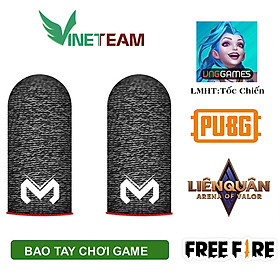 VINETEAM
VNGGAMES
LMHT:Tốc Chiến
PUBG
LIÊNQUÂN
ARENA OF VALOR
M M
BAO TAY CHƠI GAME
FREE FIRE